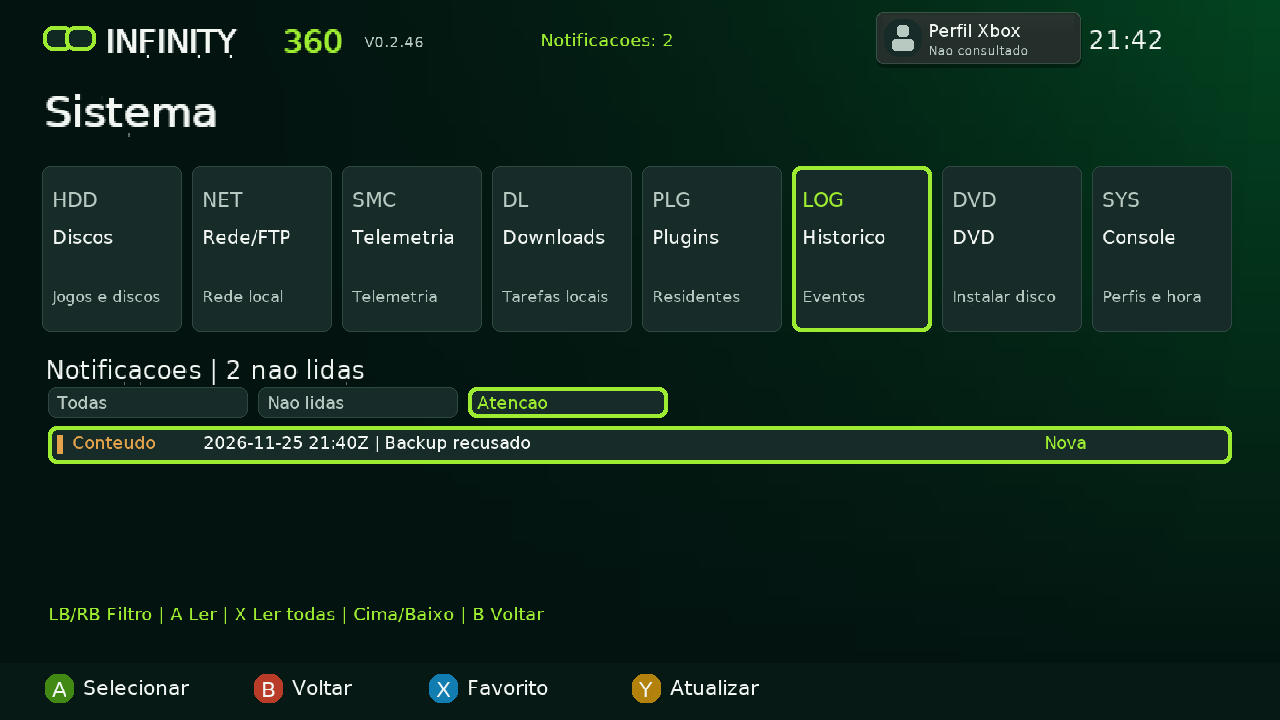 INFINITY 360 V0.2.46 Notificacoes: 2 Perfil Xbox 21:42
Nao consultado
Sistema
HDD NET SMC DL PLG LOG DVD SYS
Discos Rede/FTP Telemetria Downloads Plugins Historico DVD Console
Jogos e discos Rede local Telemetria Tarefas locais Residentes Eventos Instalar disco Perfis e hora
Notificacoes | 2 nao lidas
Todas Nao lidas Atencao
Conteudo 2026-11-25 21:40Z | Backup recusado Nova
LB/RB Filtro | A Ler | X Ler todas | Cima/Baixo | B Voltar
A Selecionar B Voltar X Favorito Y Atualizar